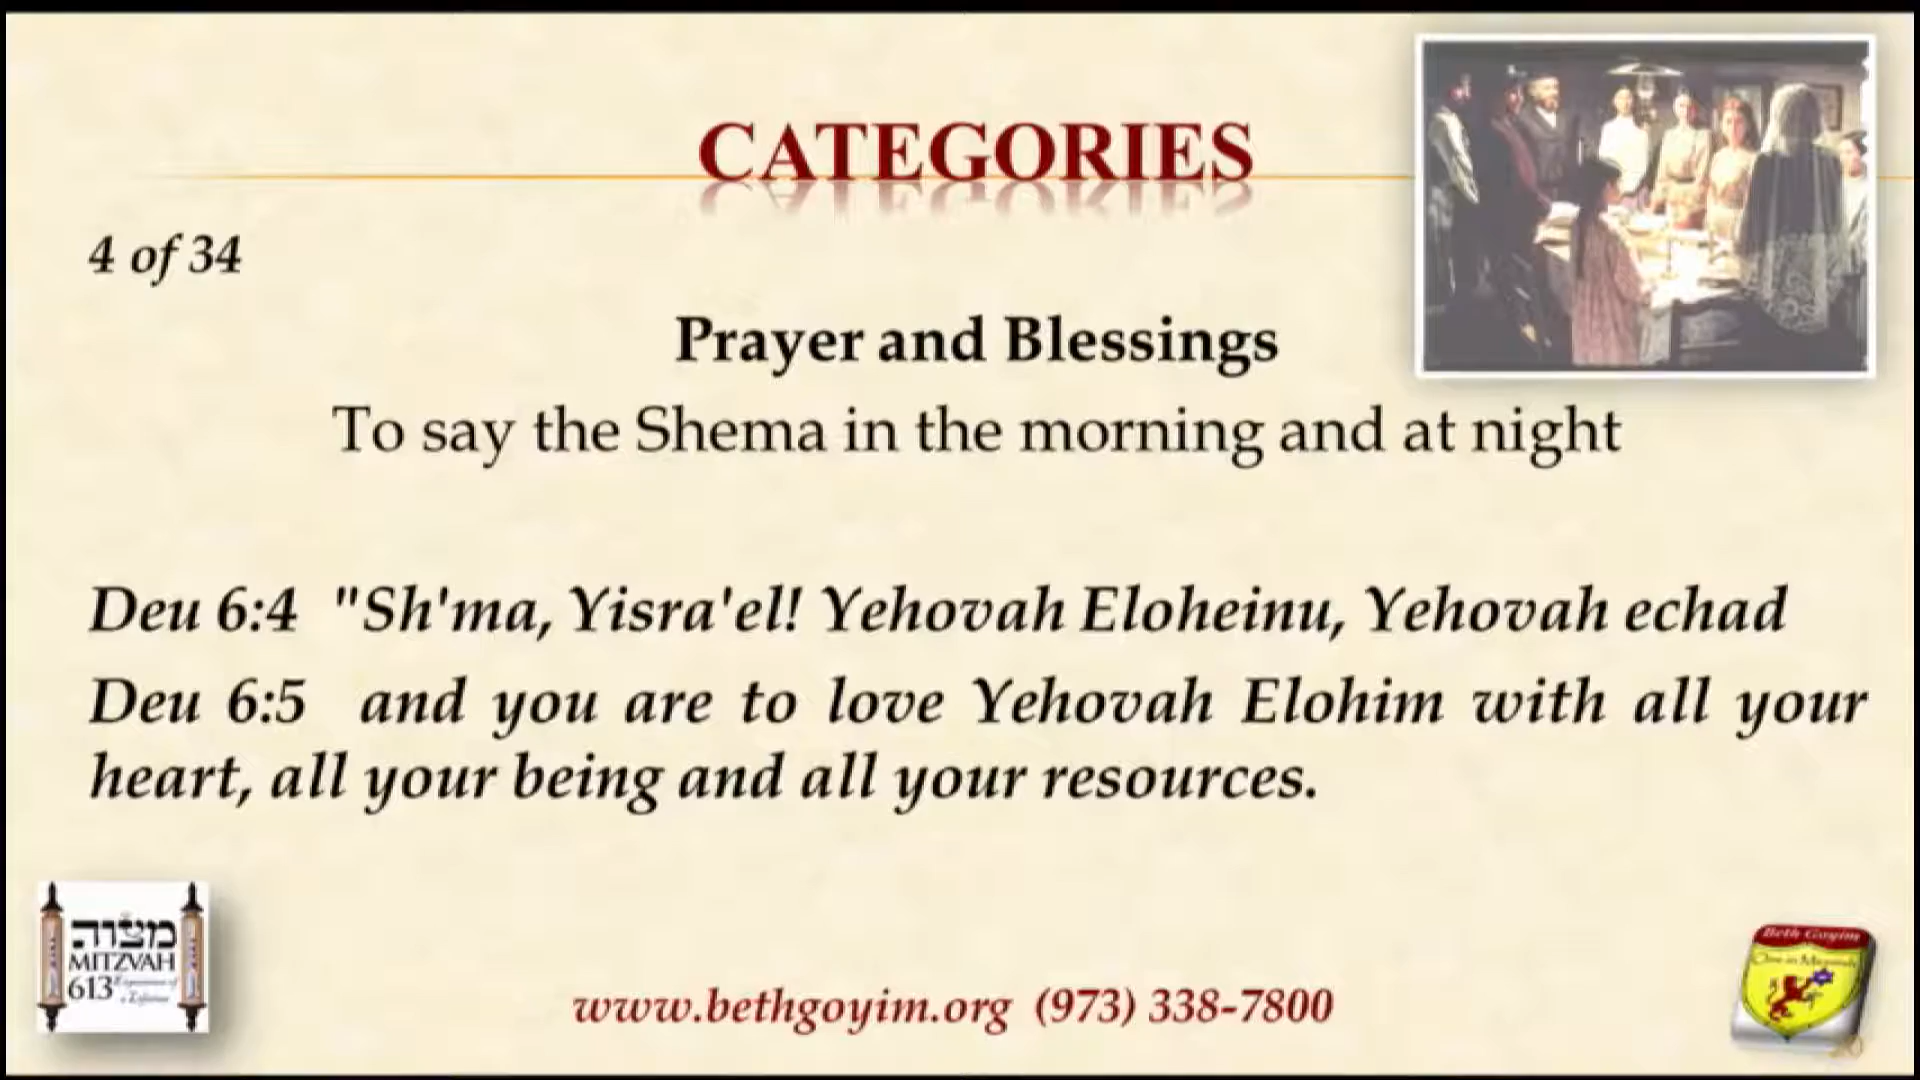 CATEGORIES
4 of 34
Prayer and Blessings
To say the Shema in the morning and at night
Deu 6:4 "Sh'ma, Yisra'el! Yehovah Eloheinu, Yehovah echad
Deu 6:5 and you are to love Yehovah Elohim with all your
heart, all your being and all your resources.
מצוה
MITZVAH
613
www.bethgoyim.org (973) 338-7800
Beth Goyim